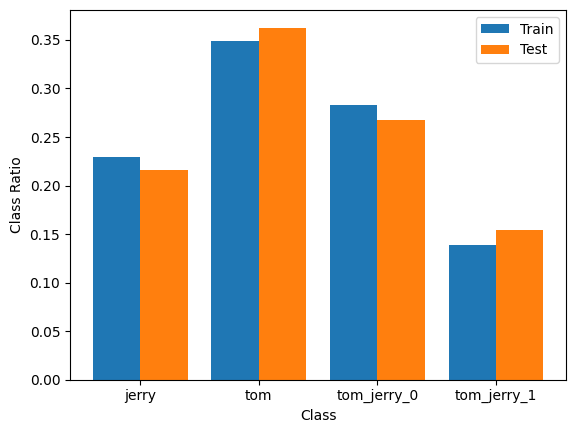 Train
Test
0.35
0.30
0.25
0.20
0.15
0.10
0.05
0.00
Class Ratio
jerry
tom
tom_jerry_0
tom_jerry_1
Class